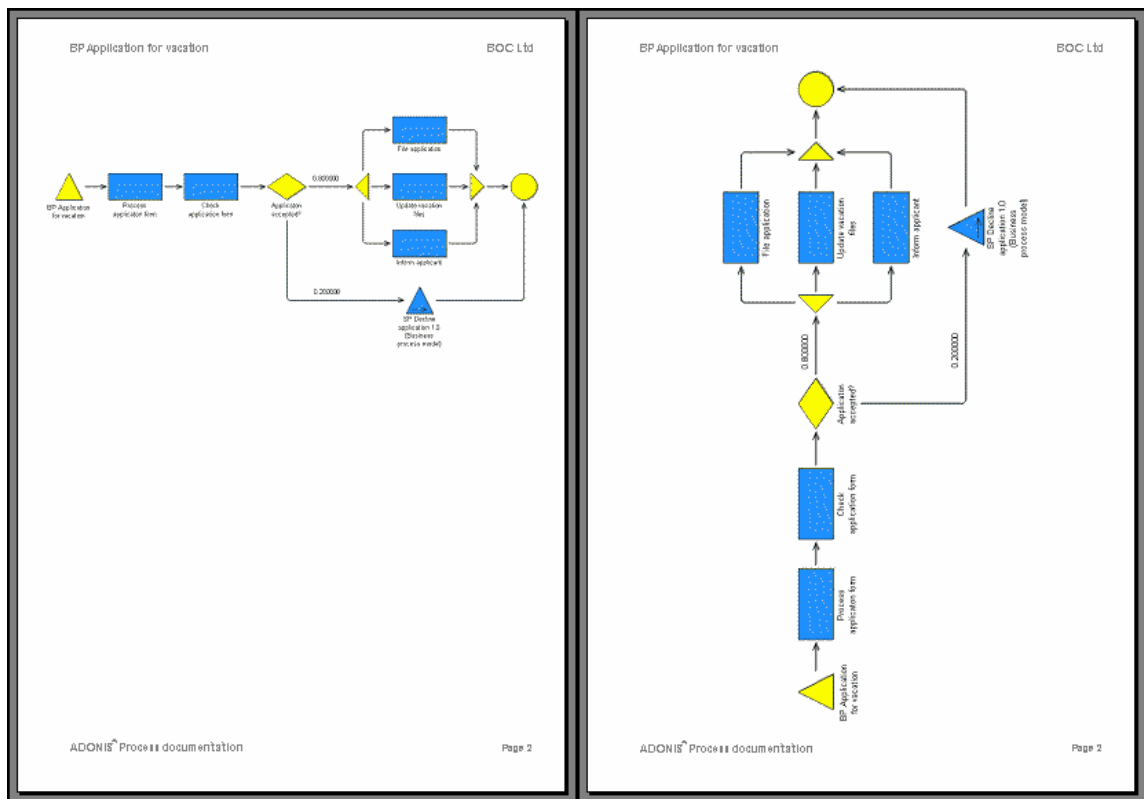 BP Application for vacation
BOC Ltd
File application
0.800000
BP Application
for vacation
Process
application form
Check
application form
Application
accepted?
Update vacation
files
Inform applicant
0.200000
SP Decline
application 1.0
(Business
process model)
ADONIS® Process documentation
Page 2
BP Application for vacation
BOC Ltd
File application
Update vacation
files
Inform applicant
SP Decline
application 1.0
(Business
process model)
0.800000
0.200000
Application
accepted?
Check
application form
Process
application form
BP Application
for vacation
ADONIS® Process documentation
Page 2